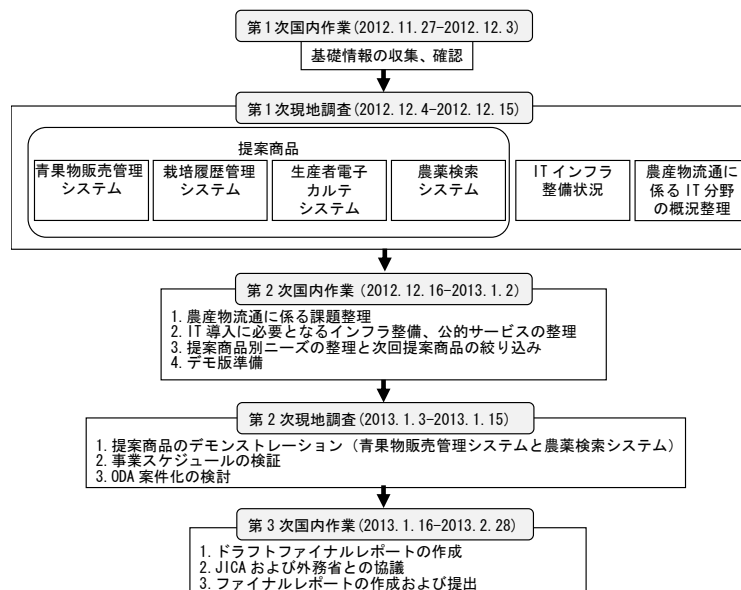 第1次国内作業(2012.11.27-2012.12.3)
基礎情報の収集、確認
第1次現地調査(2012.12.4-2012.12.15)
提案商品
青果物販売管理
システム
栽培履歴管理
システム
生産者電子
カルテ
システム
農薬検索
システム
ITインフラ
整備状況
農産物流通に
係るIT分野
の概況整理
第2次国内作業(2012.12.16-2013.1.2)
1. 農産物流通に係る課題整理
2. IT導入に必要となるインフラ整備、公的サービスの整理
3. 提案商品別ニーズの整理と次回提案商品の絞り込み
4. デモ版準備
第2次現地調査(2013.1.3-2013.1.15)
1. 提案商品のデモンストレーション(青果物販売管理システムと農薬検索システム)
2. 事業スケジュールの検証
3. ODA案件化の検討
第3次国内作業(2013.1.16-2013.2.28)
1. ドラフトファイナルレポートの作成
2. JICAおよび外務省との協議
3. ファイナルレポートの作成および提出